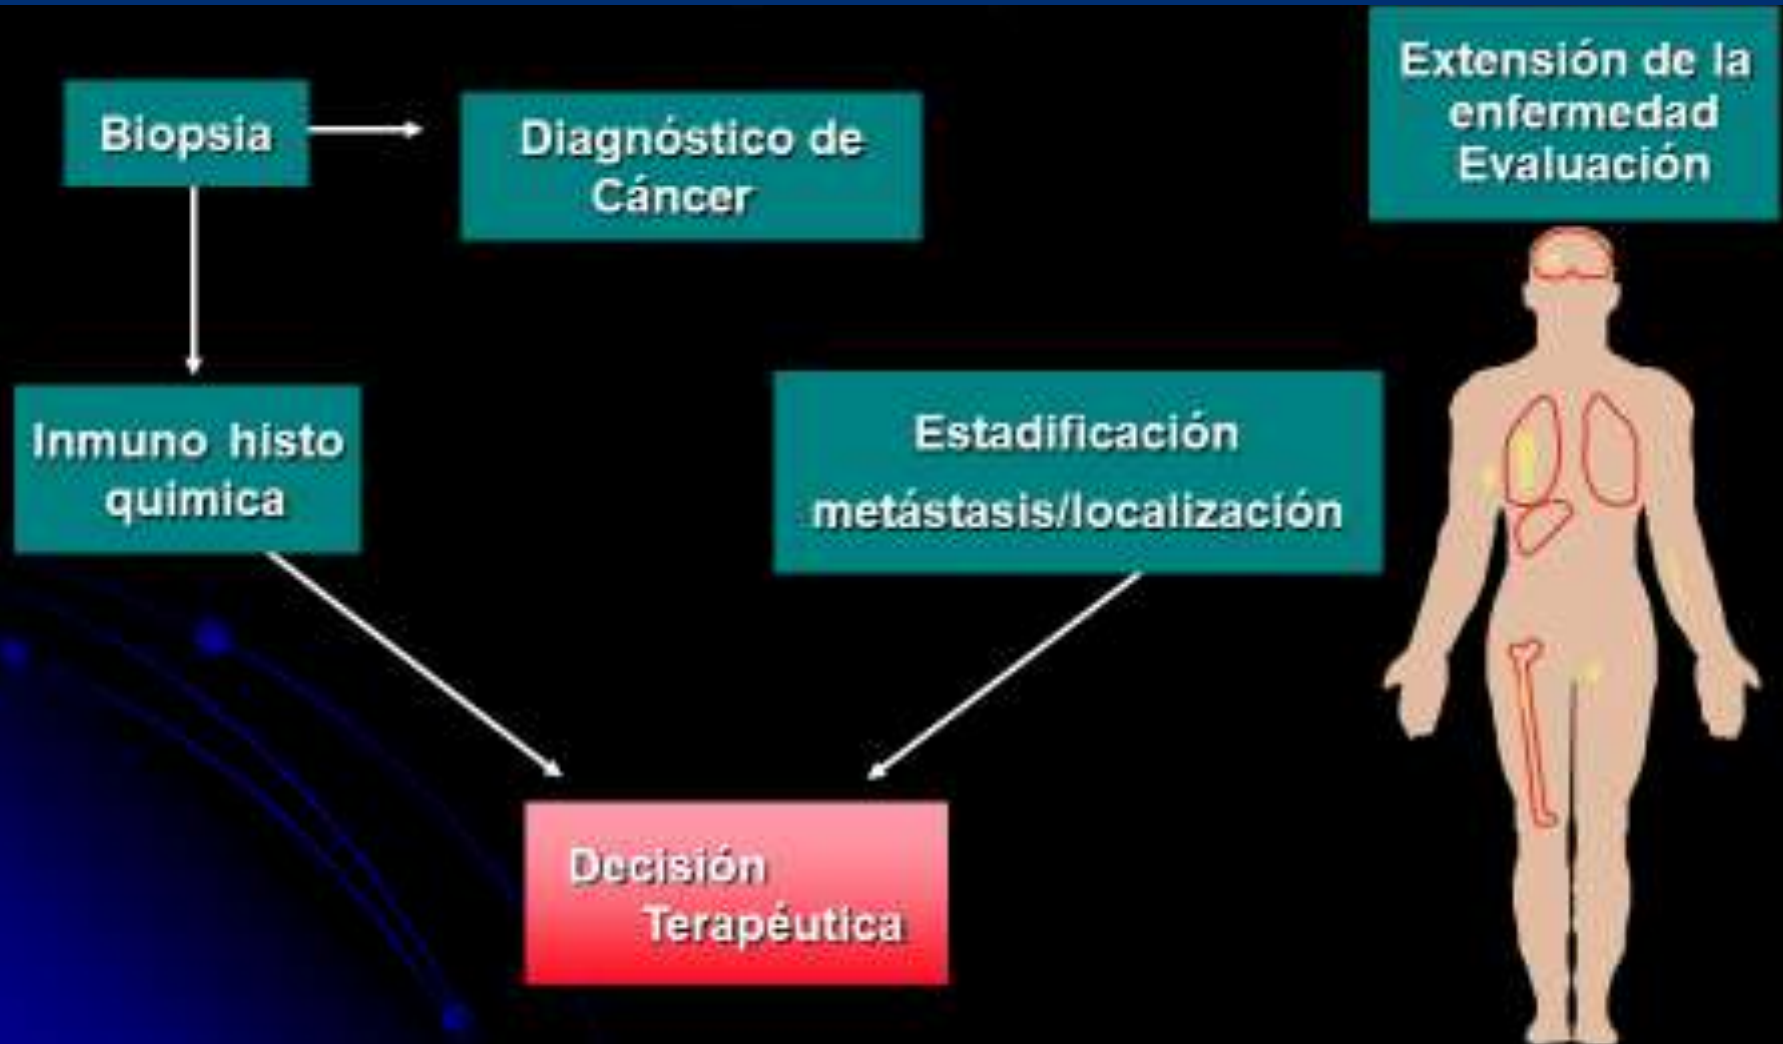 Biopsia
Diagnóstico de
Cáncer
Extensión de la
enfermedad
Evaluación
Inmuno histo
quimica
Estadificación
metástasis/localización
Decisión
Terapéutica